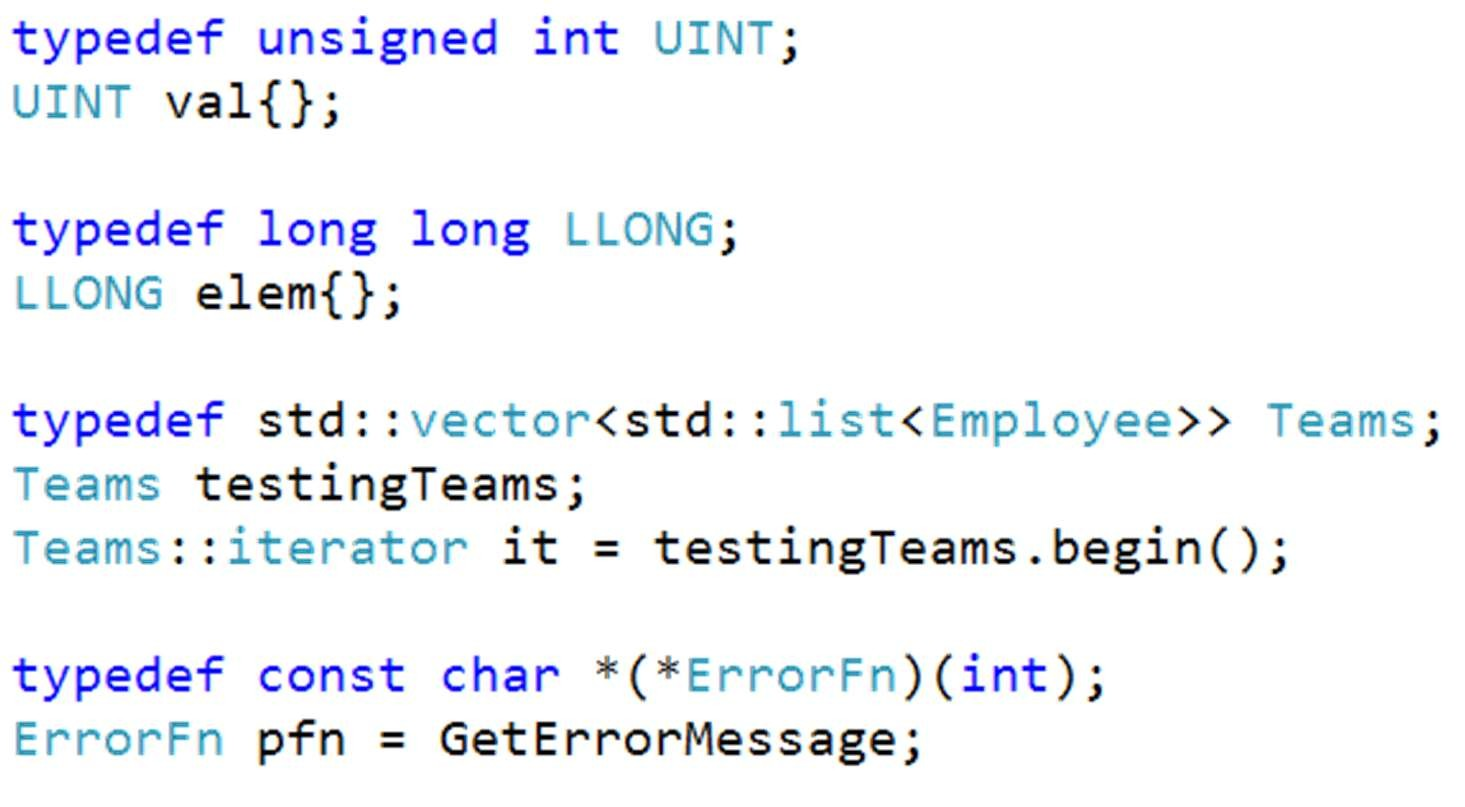 typedef unsigned int UINT;
UINT val{};
typedef long long LLONG;
LLONG elem{};
typedef std::vector<std::list<Employee>> Teams;
Teams testingTeams;
Teams::iterator it = testingTeams.begin();
typedef const char *(*ErrorFn)(int);
ErrorFn pfn = GetErrorMessage;